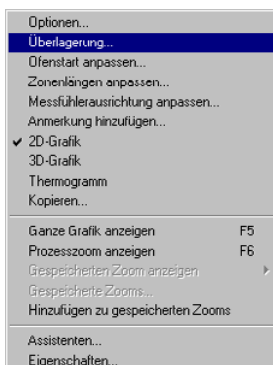 Optionen...
Überlagerung...
Ofenstart anpassen...
Zonenlängen anpassen...
Messfühlerausrichtung anpassen...
Anmerkung hinzufügen...
2D-Grafik
3D-Grafik
Thermogramm
Kopieren...
Ganze Grafik anzeigen F5
Prozesszoom anzeigen F6
Gespeicherten Zoom anzeigen
Gespeicherte Zooms...
Hinzufügen zu gespeicherten Zooms
Assistenten...
Eigenschaften...